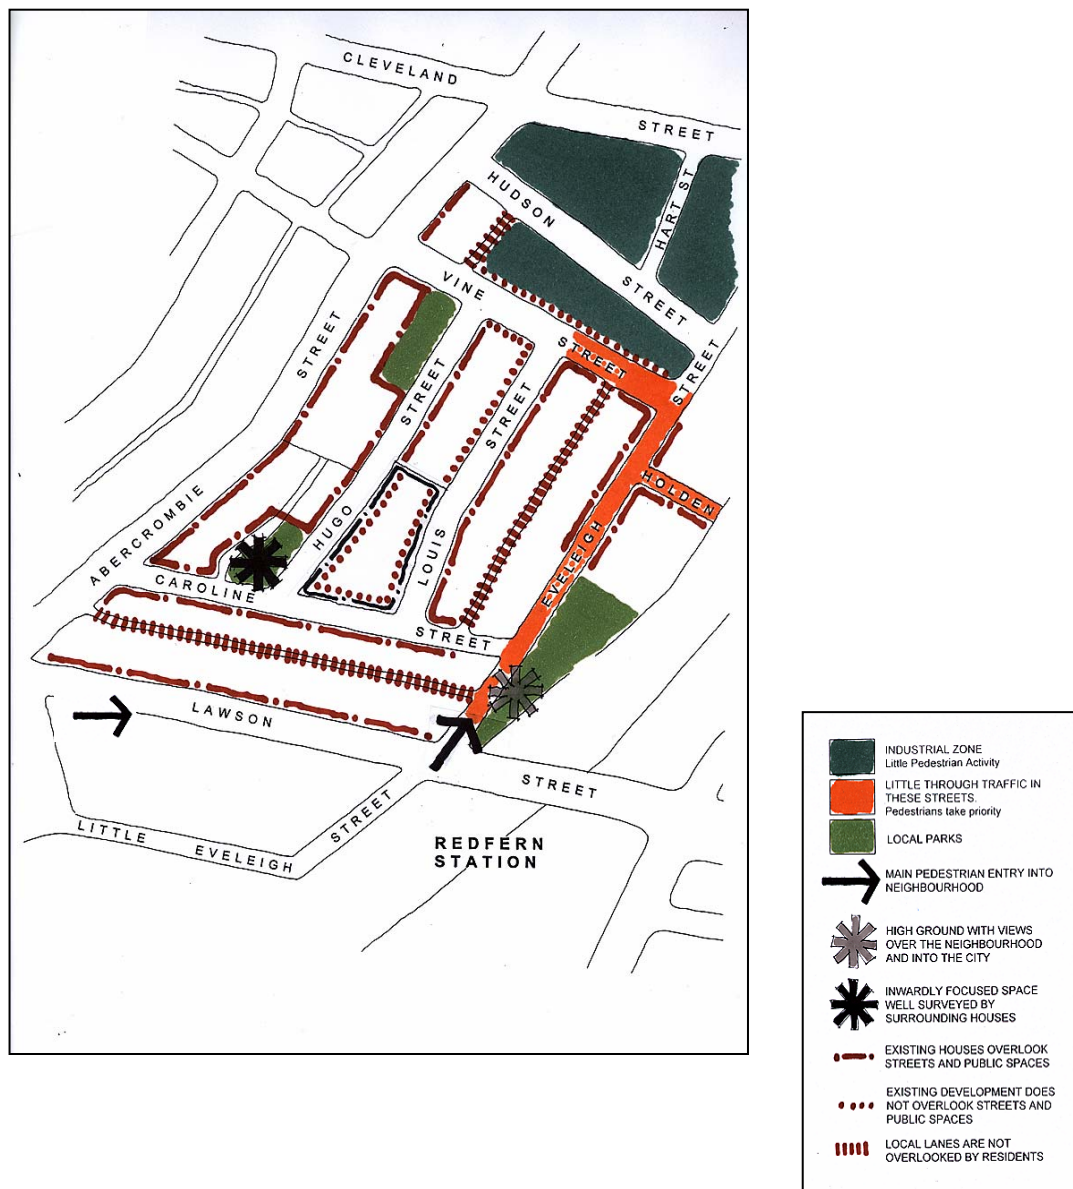 CLEVELAND
STREET
HUDSON
HART ST
STREET
VINE
STREET
STREET
STREET
STREET
STREET
HOLDEN
ABERCROMBIE
HUGO
LOUIS
EVELEIGH
CAROLINE
STREET
LAWSON
STREET
STREET
LITTLE
EVELEIGH
REDFERN
STATION
INDUSTRIAL ZONE
Little Pedestrian Activity
LITTLE THROUGH TRAFFIC IN
THESE STREETS.
Pedestrians take priority
LOCAL PARKS
MAIN PEDESTRIAN ENTRY INTO
NEIGHBOURHOOD
HIGH GROUND WITH VIEWS
OVER THE NEIGHBOURHOOD
AND INTO THE CITY
INWARDLY FOCUSED SPACE
WELL SURVEYED BY
SURROUNDING HOUSES
EXISTING HOUSES OVERLOOK
STREETS AND PUBLIC SPACES
EXISTING DEVELOPMENT DOES
NOT OVERLOOK STREETS AND
PUBLIC SPACES
LOCAL LANES ARE NOT
OVERLOOKED BY RESIDENTS